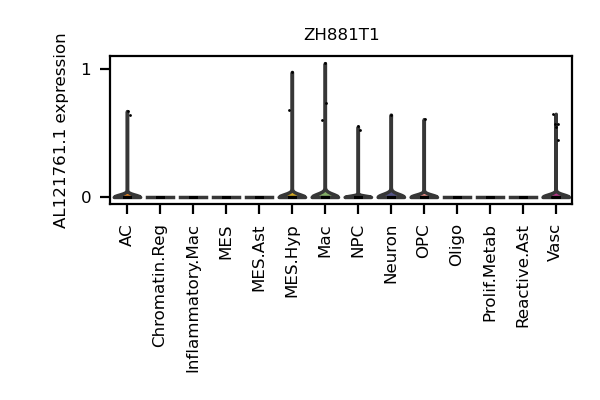 ZH881T1
AL121761.1 expression
1
0
AC
Chromatin.Reg
Inflammatory.Mac
MES
MES.Ast
MES.Hyp
Mac
NPC
Neuron
OPC
Oligo
Prolif.Metab
Reactive.Ast
Vasc